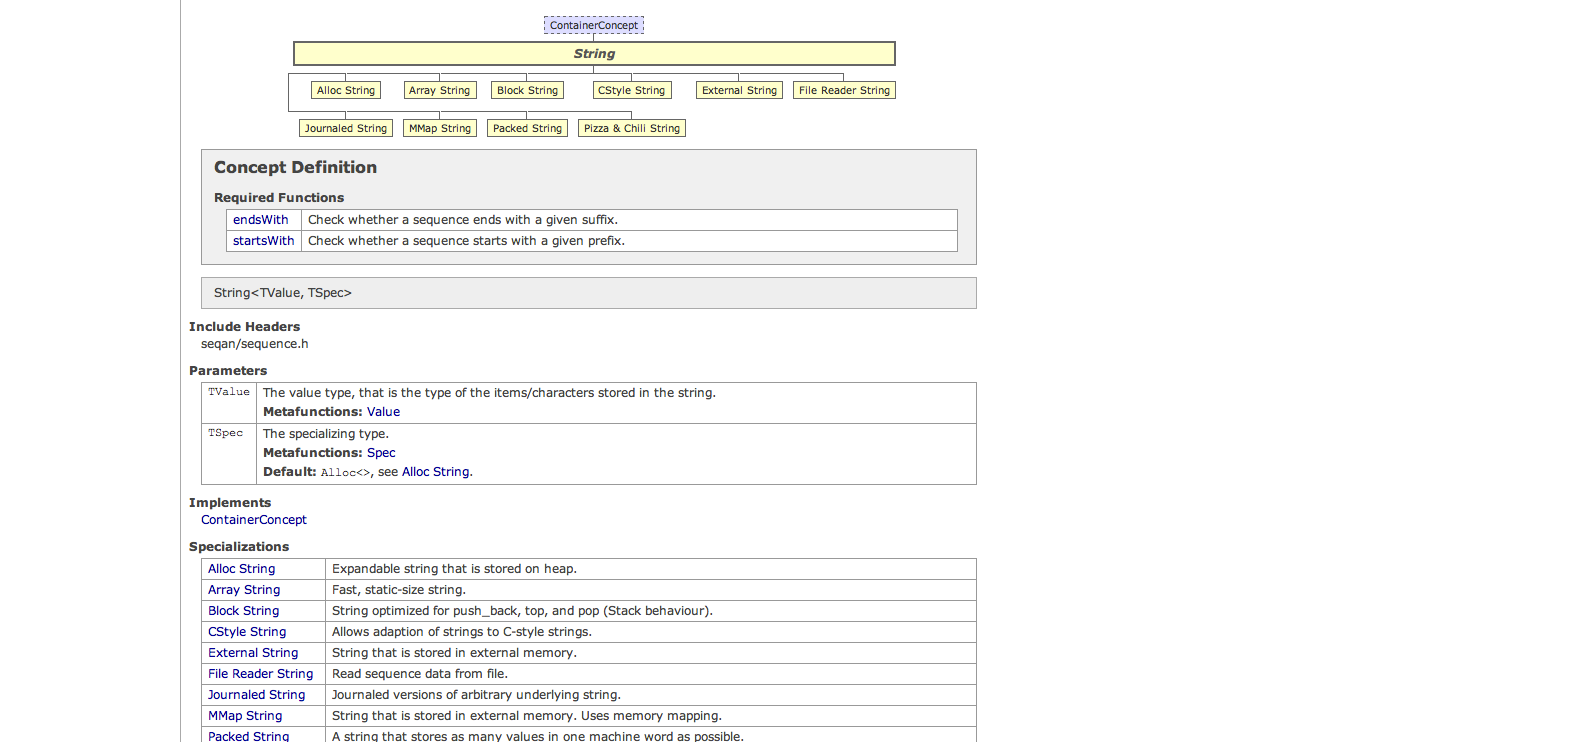 ContainerConcept
String
Alloc String Array String Block String CStyle String External String File Reader String
Journaled String MMap String Packed String Pizza & Chili String
Concept Definition
Required Functions
endsWith Check whether a sequence ends with a given suffix.
startsWith Check whether a sequence starts with a given prefix.
String<TValue, TSpec>
Include Headers
seqan/sequence.h
Parameters
TValue The value type, that is the type of the items/characters stored in the string.
Metafunctions: Value
TSpec The specializing type.
Metafunctions: Spec
Default: Alloc<>, see Alloc String.
Implements
ContainerConcept
Specializations
Alloc String Expandable string that is stored on heap.
Array String Fast, static-size string.
Block String String optimized for push_back, top, and pop (Stack behaviour).
CStyle String Allows adaption of strings to C-style strings.
External String String that is stored in external memory.
File Reader String Read sequence data from file.
Journaled String Journaled versions of arbitrary underlying string.
MMap String String that is stored in external memory. Uses memory mapping.
Packed String A string that stores as many values in one machine word as possible.